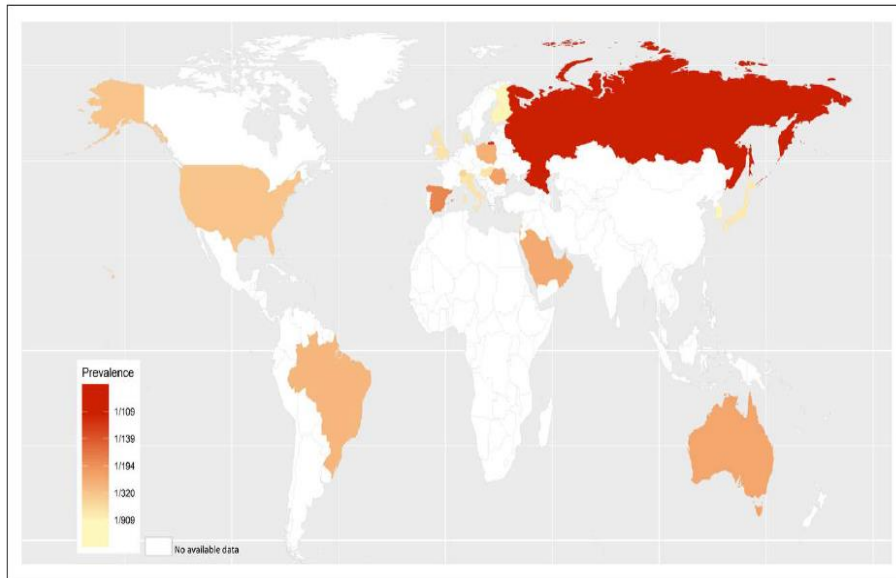 Prevalence
1/109
1/139
1/194
1/320
1/909
No available data